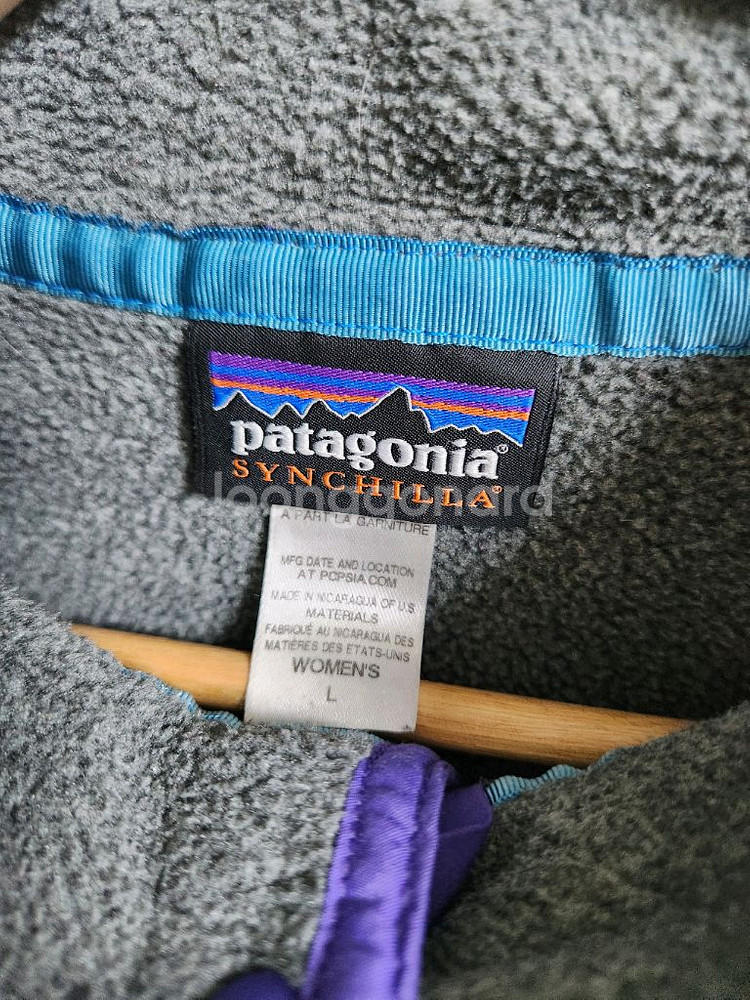 patagonia®
SYNCHILLA®
loonggonard
A PART LA GARNITURE
MFG DATE AND LOCATION
AT PCPSIA.COM
MADE IN NICARAGUA OF U.S
MATERIALS
FABRIQUÉ AU NICARAGUA DES
MATIÈRES DES ETATS-UNIS
WOMEN'S
L